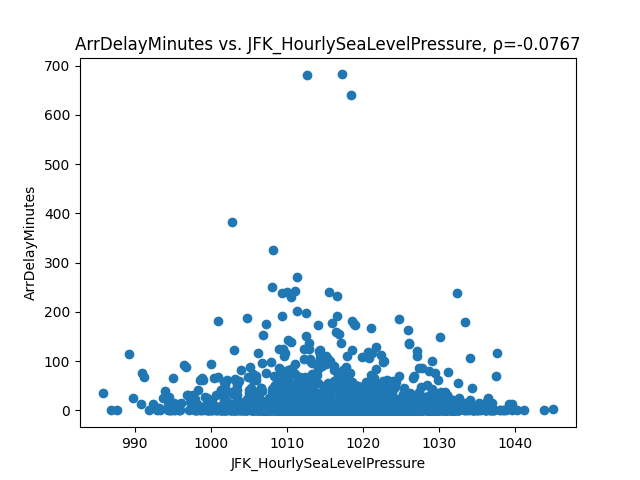 ArrDelayMinutes vs. JFK_HourlySeaLevelPressure, ρ=-0.0767
700
600
500
400
300
200
100
0
ArrDelayMinutes
990 1000 1010 1020 1030 1040
JFK_HourlySeaLevelPressure